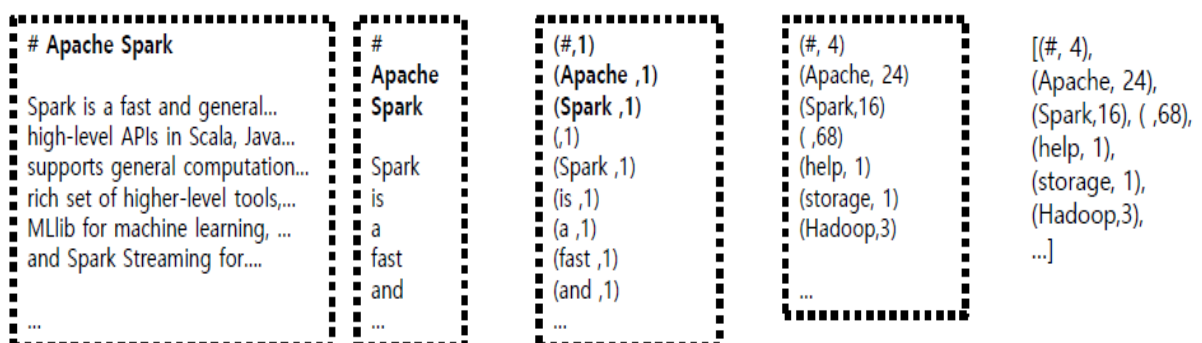 # Apache Spark
Spark is a fast and general...
high-level APIs in Scala, Java...
supports general computation...
rich set of higher-level tools,...
MLlib for machine learning, ...
and Spark Streaming for....
...
#
Apache
Spark
Spark
is
a
fast
and
...
(#,1)
(Apache ,1)
(Spark ,1)
(,1)
(Spark ,1)
(is ,1)
(a ,1)
(fast ,1)
(and ,1)
...
(#, 4)
(Apache, 24)
(Spark,16)
( ,68)
(help, 1)
(storage, 1)
(Hadoop,3)
...
[(#, 4),
(Apache, 24),
(Spark,16), ( ,68),
(help, 1),
(storage, 1),
(Hadoop,3),
...]